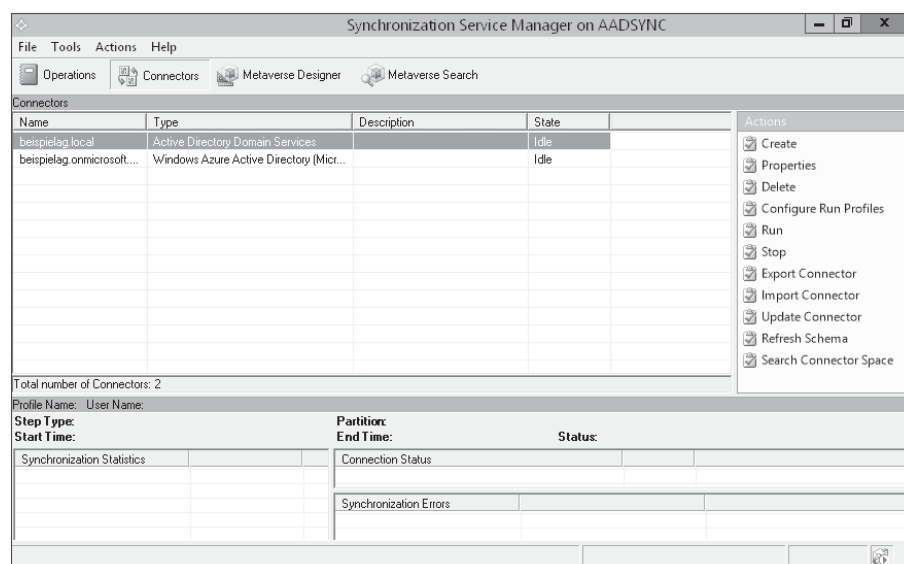 Synchronization Service Manager on AADSYNC
File Tools Actions Help
Operations Connectors Metaverse Designer Metaverse Search
Connectors
Name Type Description State
beispielag.local Active Directory Domain Services Idle
beispielag.onmicrosoft.... Windows Azure Active Directory (Micr... Idle
Total number of Connectors: 2
Actions
Create
Properties
Delete
Configure Run Profiles
Run
Stop
Export Connector
Import Connector
Update Connector
Refresh Schema
Search Connector Space
Profile Name: User Name:
Step Type: Partition:
Start Time: End Time: Status:
Synchronization Statistics Connection Status
Synchronization Errors